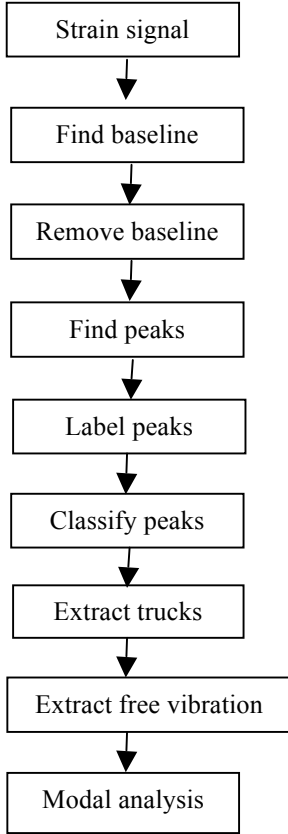 Strain signal
Find baseline
Remove baseline
Find peaks
Label peaks
Classify peaks
Extract trucks
Extract free vibration
Modal analysis